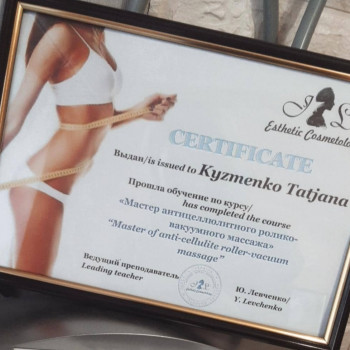 J L
Esthetic Cosmetolo
CERTIFICATE
Выдан/is issued to Kyzmenko Tatjana
Прошла обучение по курсу/
has completed the course
«Мастер антицеллюлитного ролико-
вакуумного массажа»
"Master of anti-cellulite roller-vacuum
massage"
Ведущий преподаватель
Leading teacher
Ю. Левченко/
Y. Levchenko